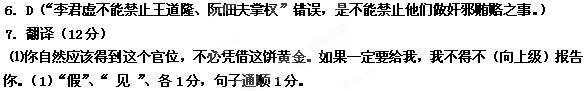 6. D(“李君虚不能禁止王道隆、阮佃夫掌权”错误，是不能禁止他们做奸邪贿赂之事。)
7. 翻译（12分）
⑴你自然应该得到这个官位，不必凭借这饼黄金。如果一定要给我，我不得不（向上级）报告
你。（1）“假”、“ 见 ”、各1分，句子通顺1分。